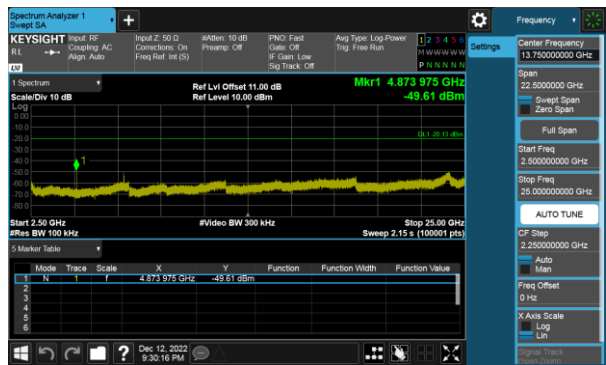 Spectrum Analyzer 1
Swept SA
Frequency
KEYSIGHT
Input: RF
Input Z: 50 Ω
#Atten: 10 dB
PNO: Fast
Avg Type: Log-Power
1 2 3 4 5 6
RL
Coupling: AC
Corrections: On
Preamp: Off
Gate: Off
Trig: Free Run
M W W W W W
Align: Auto
Freq Ref: Int (S)
IF Gain: Low
P N N N N N
Sig Track: Off
Settings
Center Frequency
13.750000000 GHz
Span
22.5000000 GHz
Swept Span
Zero Span
Full Span
Start Freq
2.500000000 GHz
Stop Freq
25.000000000 GHz
AUTO TUNE
CF Step
2.250000000 GHz
Auto
Man
Freq Offset
0 Hz
X Axis Scale
Log
Lin
Signal Track
(Span Zoom)
1 Spectrum
Ref Lvl Offset 11.00 dB
Mkr1 4.873 975 GHz
Scale/Div 10 dB
Ref Level 10.00 dBm
-49.61 dBm
Log
0.00
-10.0
DL1 -20.13 dBm
-20.0
-30.0
1
-40.0
-50.0
-60.0
-70.0
-80.0
Start 2.50 GHz
#Video BW 300 kHz
Stop 25.00 GHz
#Res BW 100 kHz
Sweep 2.15 s (100001 pts)
5 Marker Table
Mode Trace Scale X Y Function Function Width Function Value
1 N 1 f 4.873 975 GHz -49.61 dBm
2
3
4
5
6
?
Dec 12, 2022
9:30:16 PM